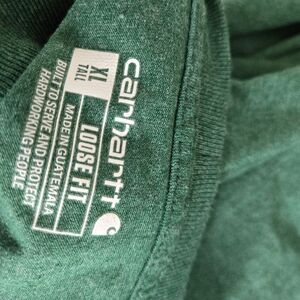 carhartt
XL
TALL
LOOSE FIT
MADE IN GUATEMALA
BUILT TO SERVE AND PROTECT
HARDWORKING PEOPLE